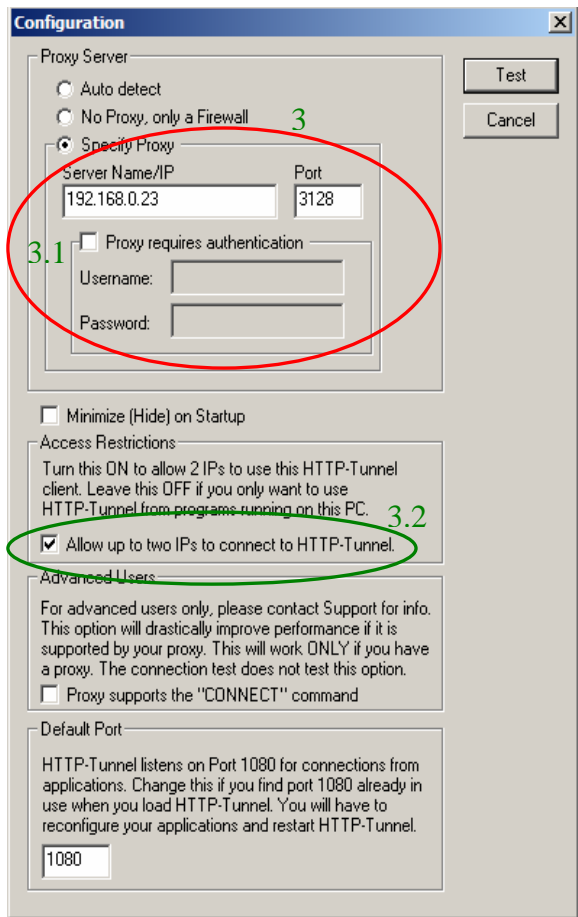 Configuration
Proxy Server
Test
Auto detect
No Proxy, only a Firewall
Cancel
3
Specify Proxy
Server Name/IP
Port
192.168.0.23
3128
3.1
Proxy requires authentication
Username:
Password:
Minimize (Hide) on Startup
Access Restrictions
Turn this ON to allow 2 IPs to use this HTTP-Tunnel
client. Leave this OFF if you only want to use
HTTP-Tunnel from programs running on this PC.
3.2
Allow up to two IPs to connect to HTTP-Tunnel.
Advanced Users
For advanced users only, please contact Support for info.
This option will drastically improve performance if it is
supported by your proxy. This will work ONLY if you have
a proxy. The connection test does not test this option.
Proxy supports the "CONNECT" command
Default Port
HTTP-Tunnel listens on Port 1080 for connections from
applications. Change this if you find port 1080 already in
use when you load HTTP-Tunnel. You will have to
reconfigure your applications and restart HTTP-Tunnel.
1080